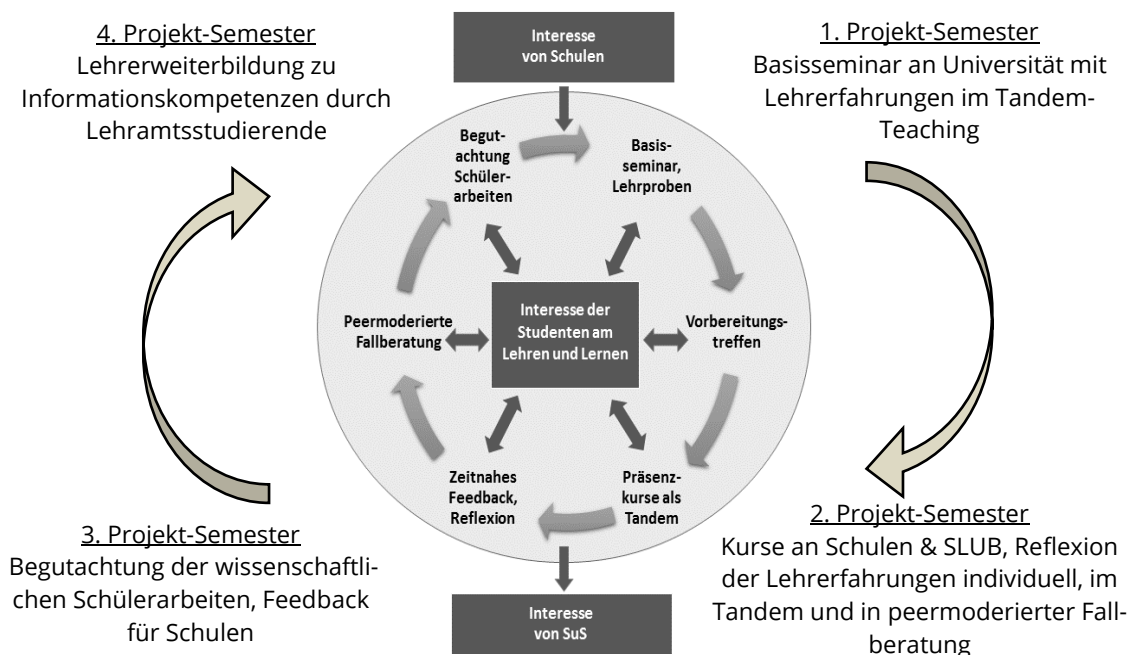 4. Projekt-Semester
Lehrerweiterbildung zu
Informationskompetenzen durch
Lehramtsstudierende
Interesse
von Schulen
1. Projekt-Semester
Basisseminar an Universität mit
Lehrerfahrungen im Tandem-
Teaching
Begut-
achtung
Schüler-
arbeiten
Basis-
seminar,
Lehrproben
Peermoderierte
Fallberatung
Interesse der
Studenten am
Lehren und Lernen
Vorbereitungs-
treffen
Zeitnahes
Feedback,
Reflexion
Präsenz-
kurse als
Tandem
3. Projekt-Semester
Begutachtung der wissenschaftli-
chen Schülerarbeiten, Feedback
für Schulen
Interesse
von SuS
2. Projekt-Semester
Kurse an Schulen & SLUB, Reflexion
der Lehrerfahrungen individuell, im
Tandem und in peermoderierter Fall-
beratung